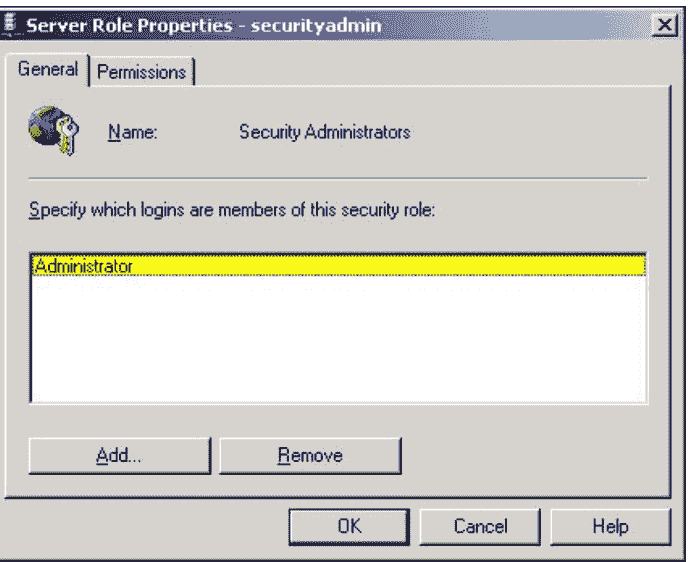 Server Role Properties - securityadmin
General Permissions
Name: Security Administrators
Specify which logins are members of this security role:
Administrator
Add... Remove
OK Cancel Help